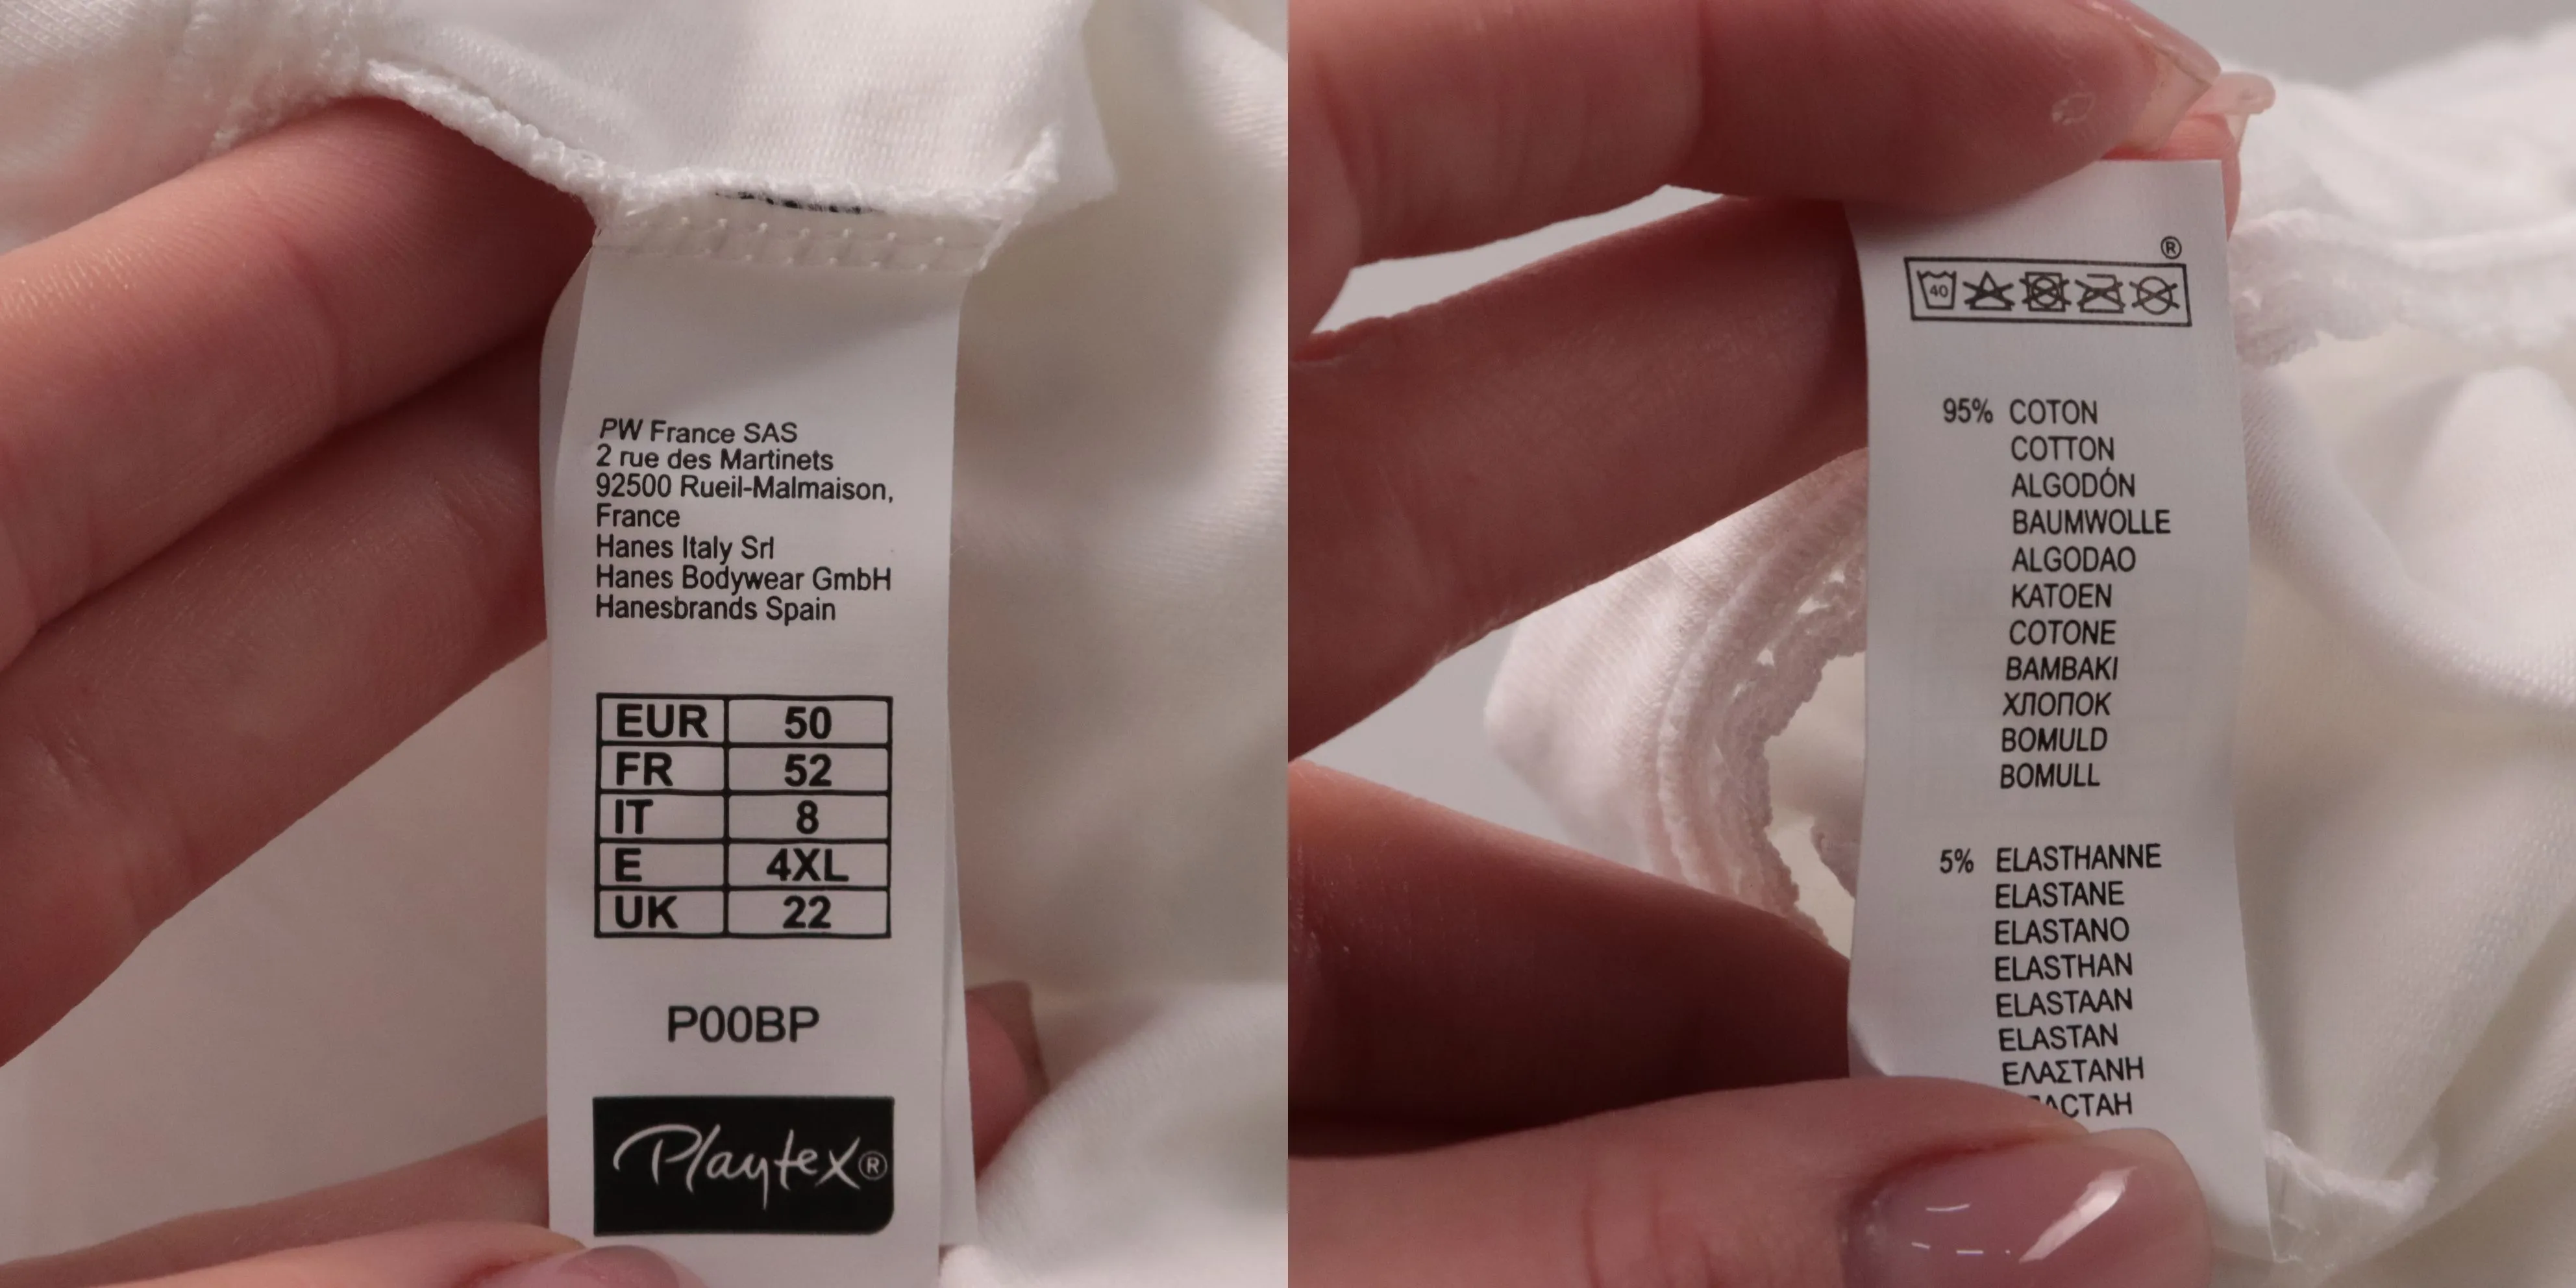 PW France SAS
2 rue des Martinets
92500 Rueil-Malmaison,
France
Hanes Italy Srl
Hanes Bodywear GmbH
Hanesbrands Spain
EUR 50
FR 52
IT 8
E 4XL
UK 22
P00BP
Playtex®
®
40
95% COTON
COTTON
ALGODÓN
BAUMWOLLE
ALGODAO
KATOEN
COTONE
BAMBAKI
ХЛОПОК
BOMULD
BOMULL
5% ELASTHANNE
ELASTANE
ELASTANO
ELASTHAN
ELASTAAN
ELASTAN
ΕΛΑΣΤΑΝΗ